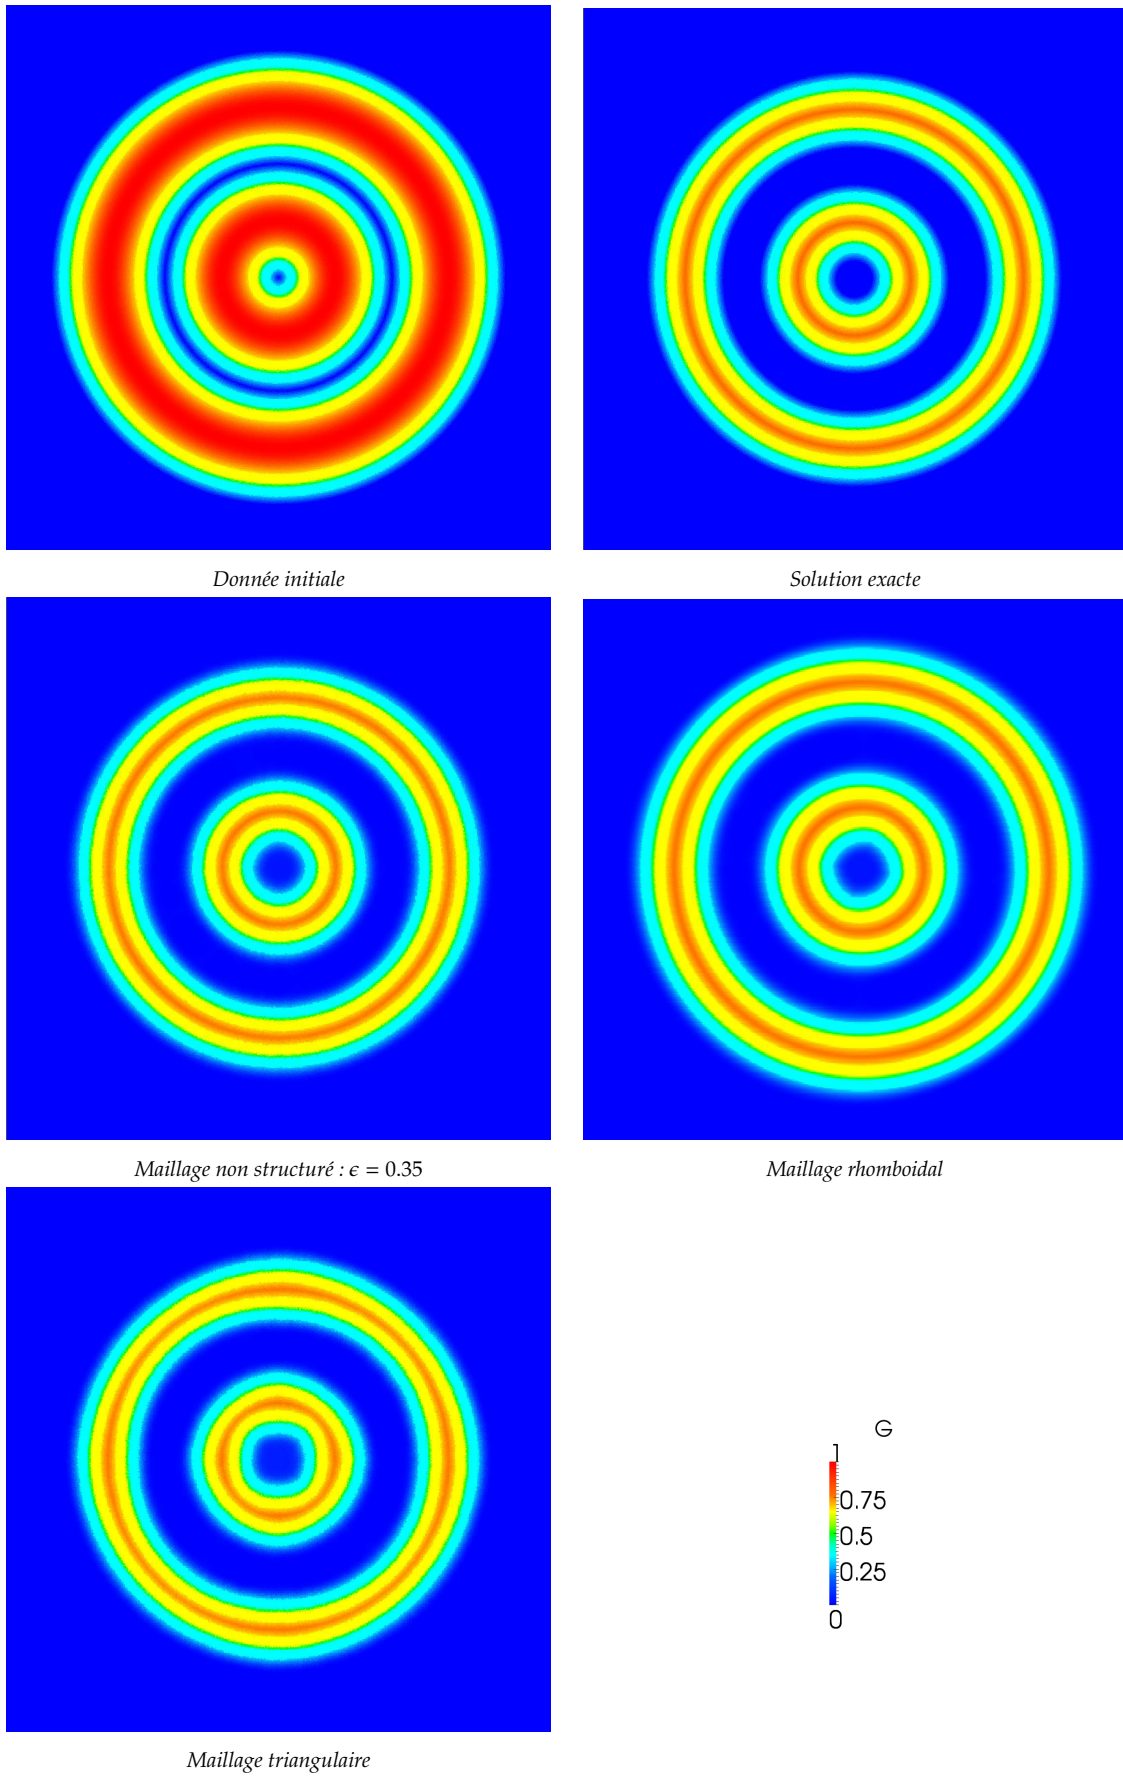 Donnée initiale
Solution exacte
Maillage non structuré : ϵ = 0.35
Maillage rhomboidal
G
1
0.75
0.5
0.25
0
Maillage triangulaire